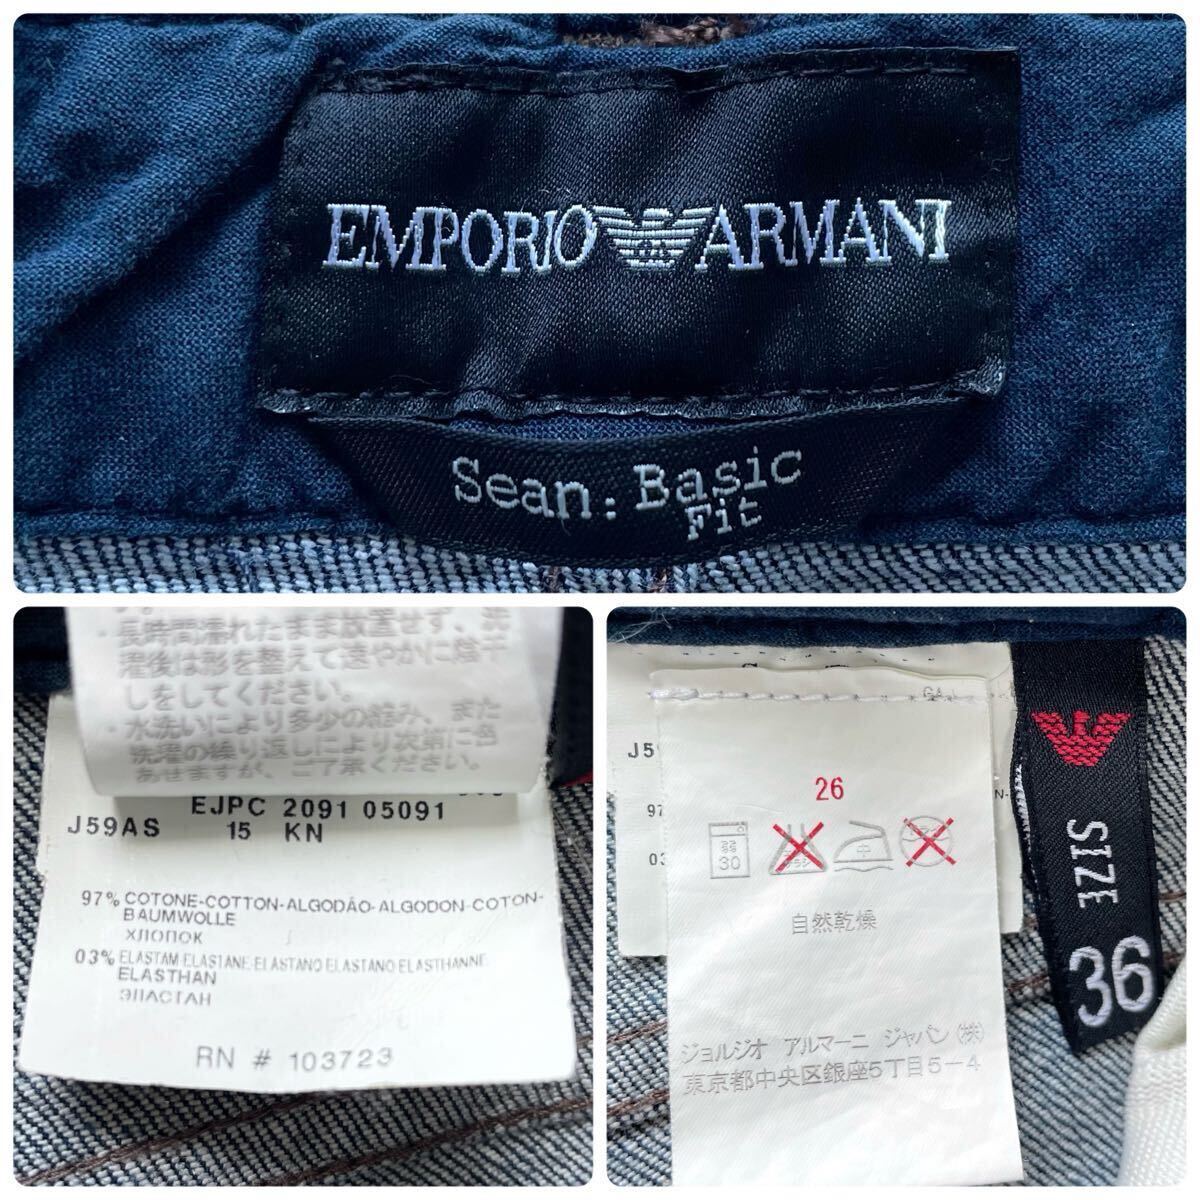 EMPORIO ARMANI
Sean: Basic
Fit
長時間濡れたまま放置せず、洗
濯後は形を整えて速やかに陰干
しをしてください。
水洗いにより多少の縮み、また
洗濯の繰り返しにより衣類に色
あせますが、ご了承ください。
EJPC 2091 05091
J59AS 15 KN
97% COTONE-COTTON-ALGODÃO-ALGODON-COTON-
BAUMWOLLE
ХЛОПОК
03% ELASTAM ELASTANE-ELASTANO ELASTANO ELASTHANNE
ELASTHAN
ЭЛАСТАН
RN # 103723
GA
J59
97
03
N-
26
弱
30
中
自然乾燥
ジョルジオ アルマーニ ジャパン(株)
東京都中央区銀座5丁目5-4
SIZE
36